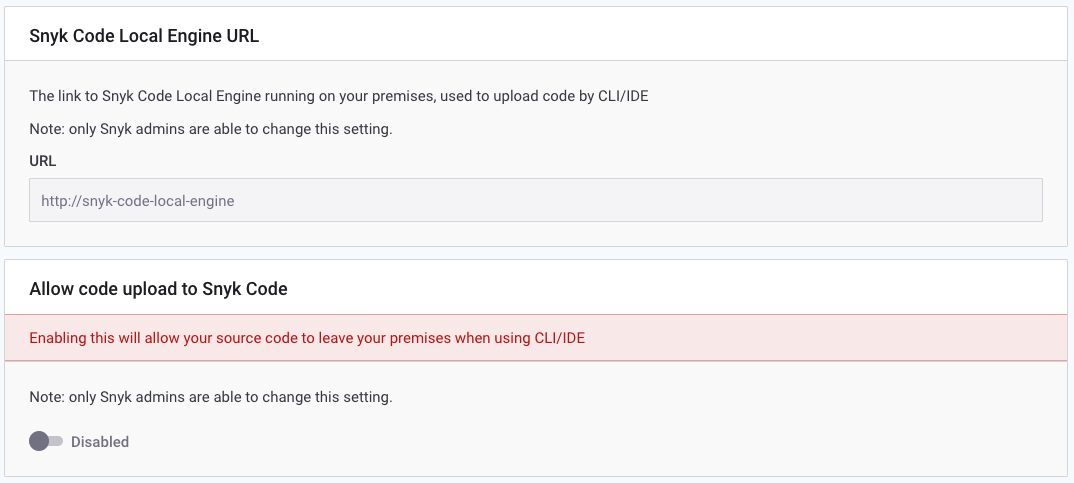 Snyk Code Local Engine URL
The link to Snyk Code Local Engine running on your premises, used to upload code by CLI/IDE
Note: only Snyk admins are able to change this setting.
URL
http://snyk-code-local-engine
Allow code upload to Snyk Code
Enabling this will allow your source code to leave your premises when using CLI/IDE
Note: only Snyk admins are able to change this setting.
Disabled